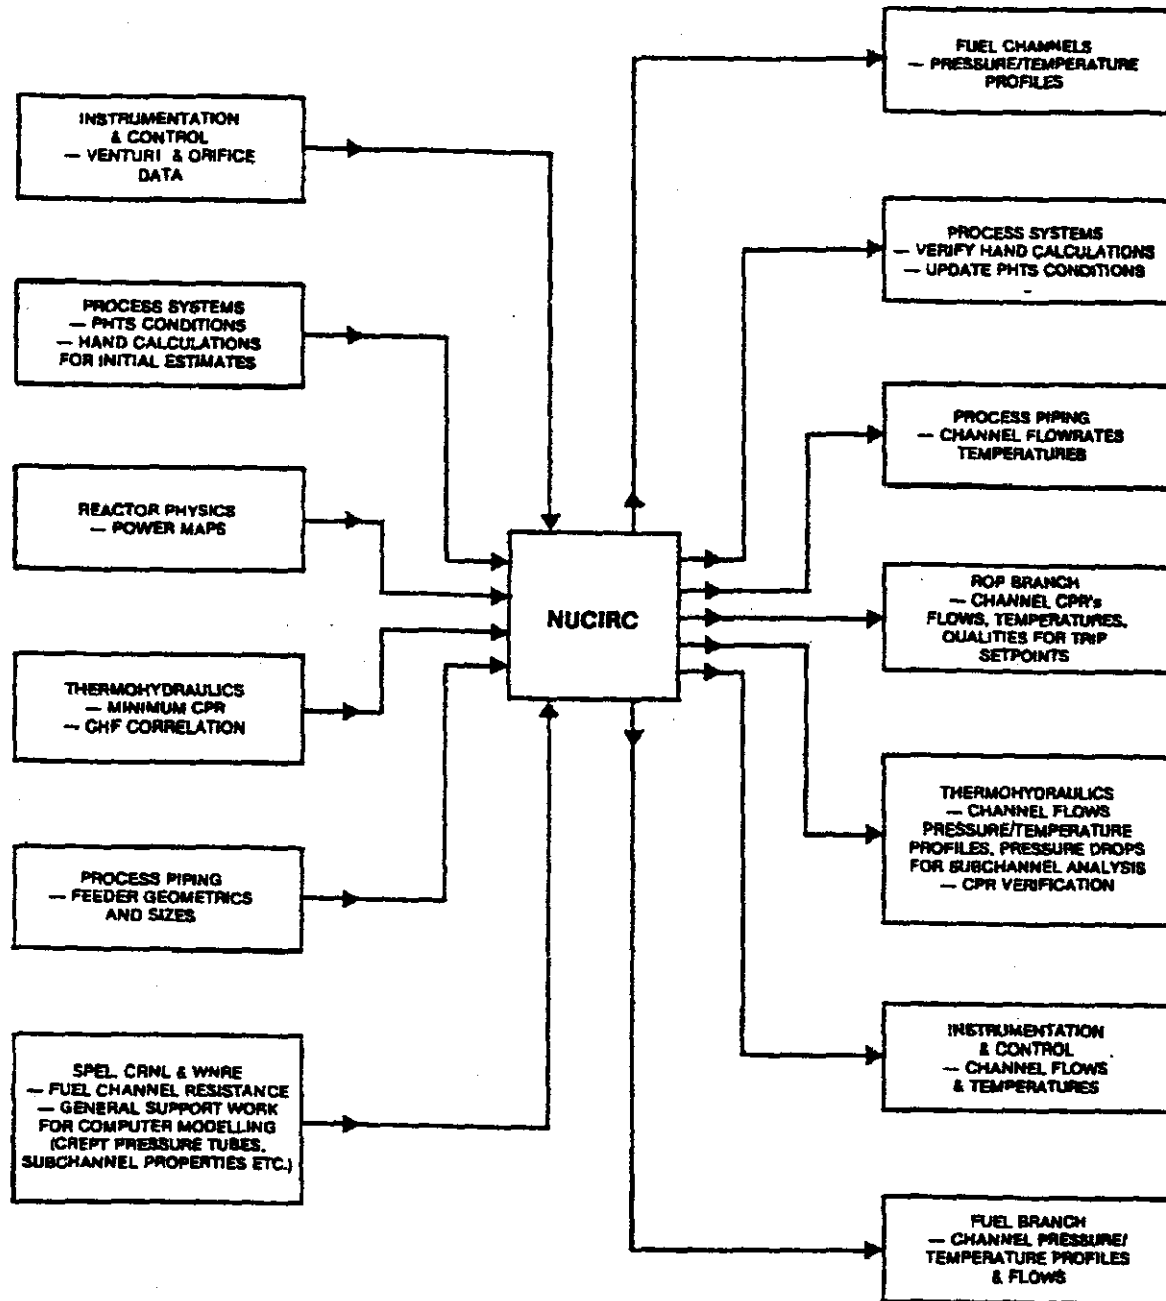 INSTRUMENTATION
& CONTROL
— VENTURI & ORIFICE
DATA
PROCESS SYSTEMS
— PHTS CONDITIONS
— HAND CALCULATIONS
FOR INITIAL ESTIMATES
REACTOR PHYSICS
— POWER MAPS
THERMOHYDRAULICS
— MINIMUM CPR
— CHF CORRELATION
PROCESS PIPING
— FEEDER GEOMETRICS
AND SIZES
SPEL, CRNL & WNRE
— FUEL CHANNEL RESISTANCE
— GENERAL SUPPORT WORK
FOR COMPUTER MODELLING
(CREPT PRESSURE TUBES,
SUBCHANNEL PROPERTIES ETC.)
NUCIRC
FUEL CHANNELS
— PRESSURE/TEMPERATURE
PROFILES
PROCESS SYSTEMS
— VERIFY HAND CALCULATIONS
— UPDATE PHTS CONDITIONS
PROCESS PIPING
— CHANNEL FLOWRATES
TEMPERATURES
ROP BRANCH
— CHANNEL CPR's
FLOWS, TEMPERATURES,
QUALITIES FOR TRIP
SETPOINTS
THERMOHYDRAULICS
— CHANNEL FLOWS
PRESSURE/TEMPERATURE
PROFILES, PRESSURE DROPS
FOR SUBCHANNEL ANALYSIS
— CPR VERIFICATION
INSTRUMENTATION
& CONTROL
— CHANNEL FLOWS
& TEMPERATURES
FUEL BRANCH
— CHANNEL PRESSURE/
TEMPERATURE PROFILES
& FLOWS